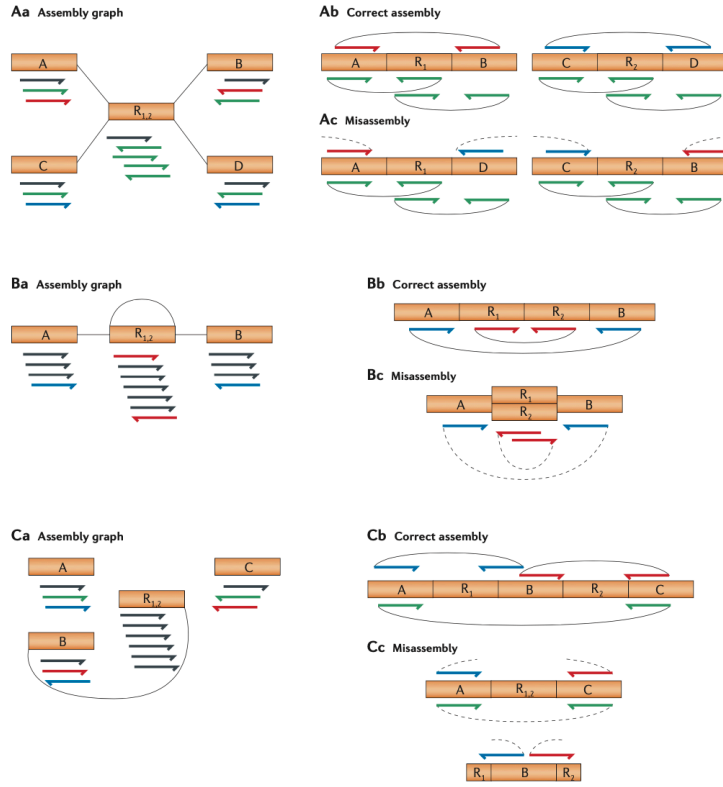 Aa Assembly graph
A
B
R1,2
C
D
Ab Correct assembly
A R1 B
C R2 D
Ac Misassembly
A R1 D
C R2 B
Ba Assembly graph
A R1,2 B
Bb Correct assembly
A R1 R2 B
Bc Misassembly
R1
A B
R2
Ca Assembly graph
A C
R1,2
B
Cb Correct assembly
A R1 B R2 C
Cc Misassembly
A R1,2 C
R1 B R2